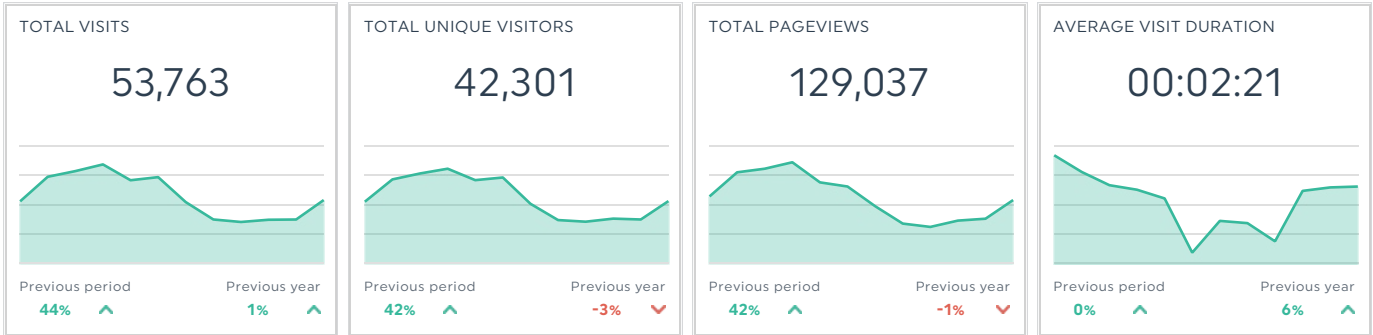 TOTAL VISITS
53,763
Previous period Previous year
44% 1%
TOTAL UNIQUE VISITORS
42,301
Previous period Previous year
42% -3%
TOTAL PAGEVIEWS
129,037
Previous period Previous year
42% -1%
AVERAGE VISIT DURATION
00:02:21
Previous period Previous year
0% 6%